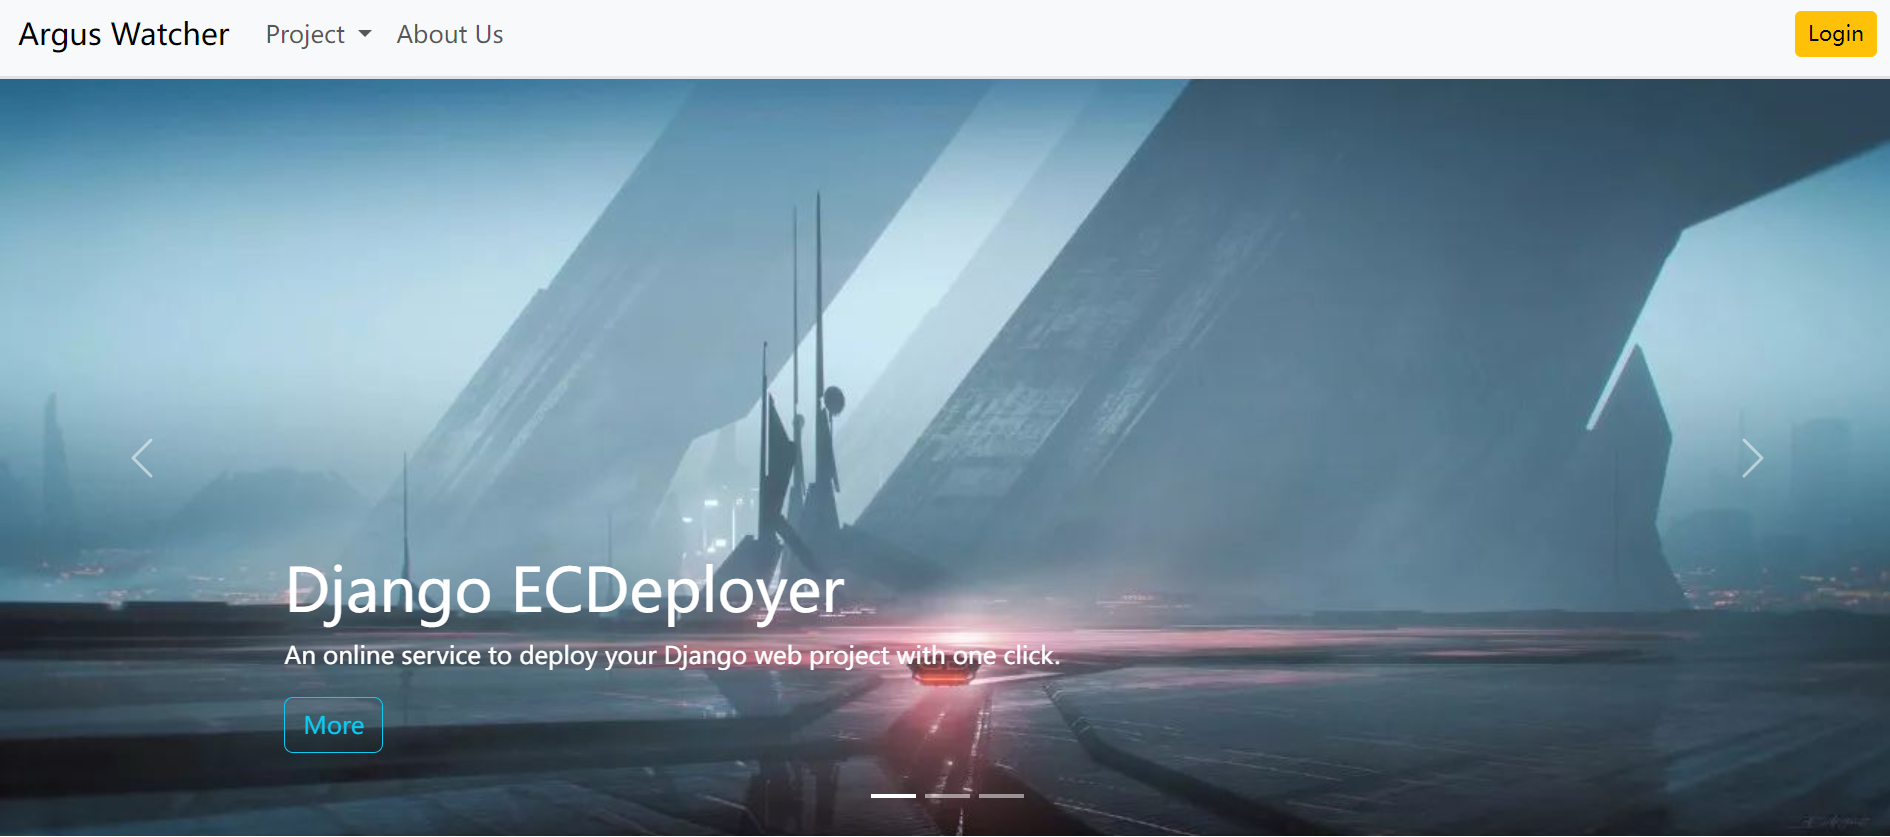 Argus Watcher
Project
About Us
Login
Django ECDeployer
An online service to deploy your Django web project with one click.
More